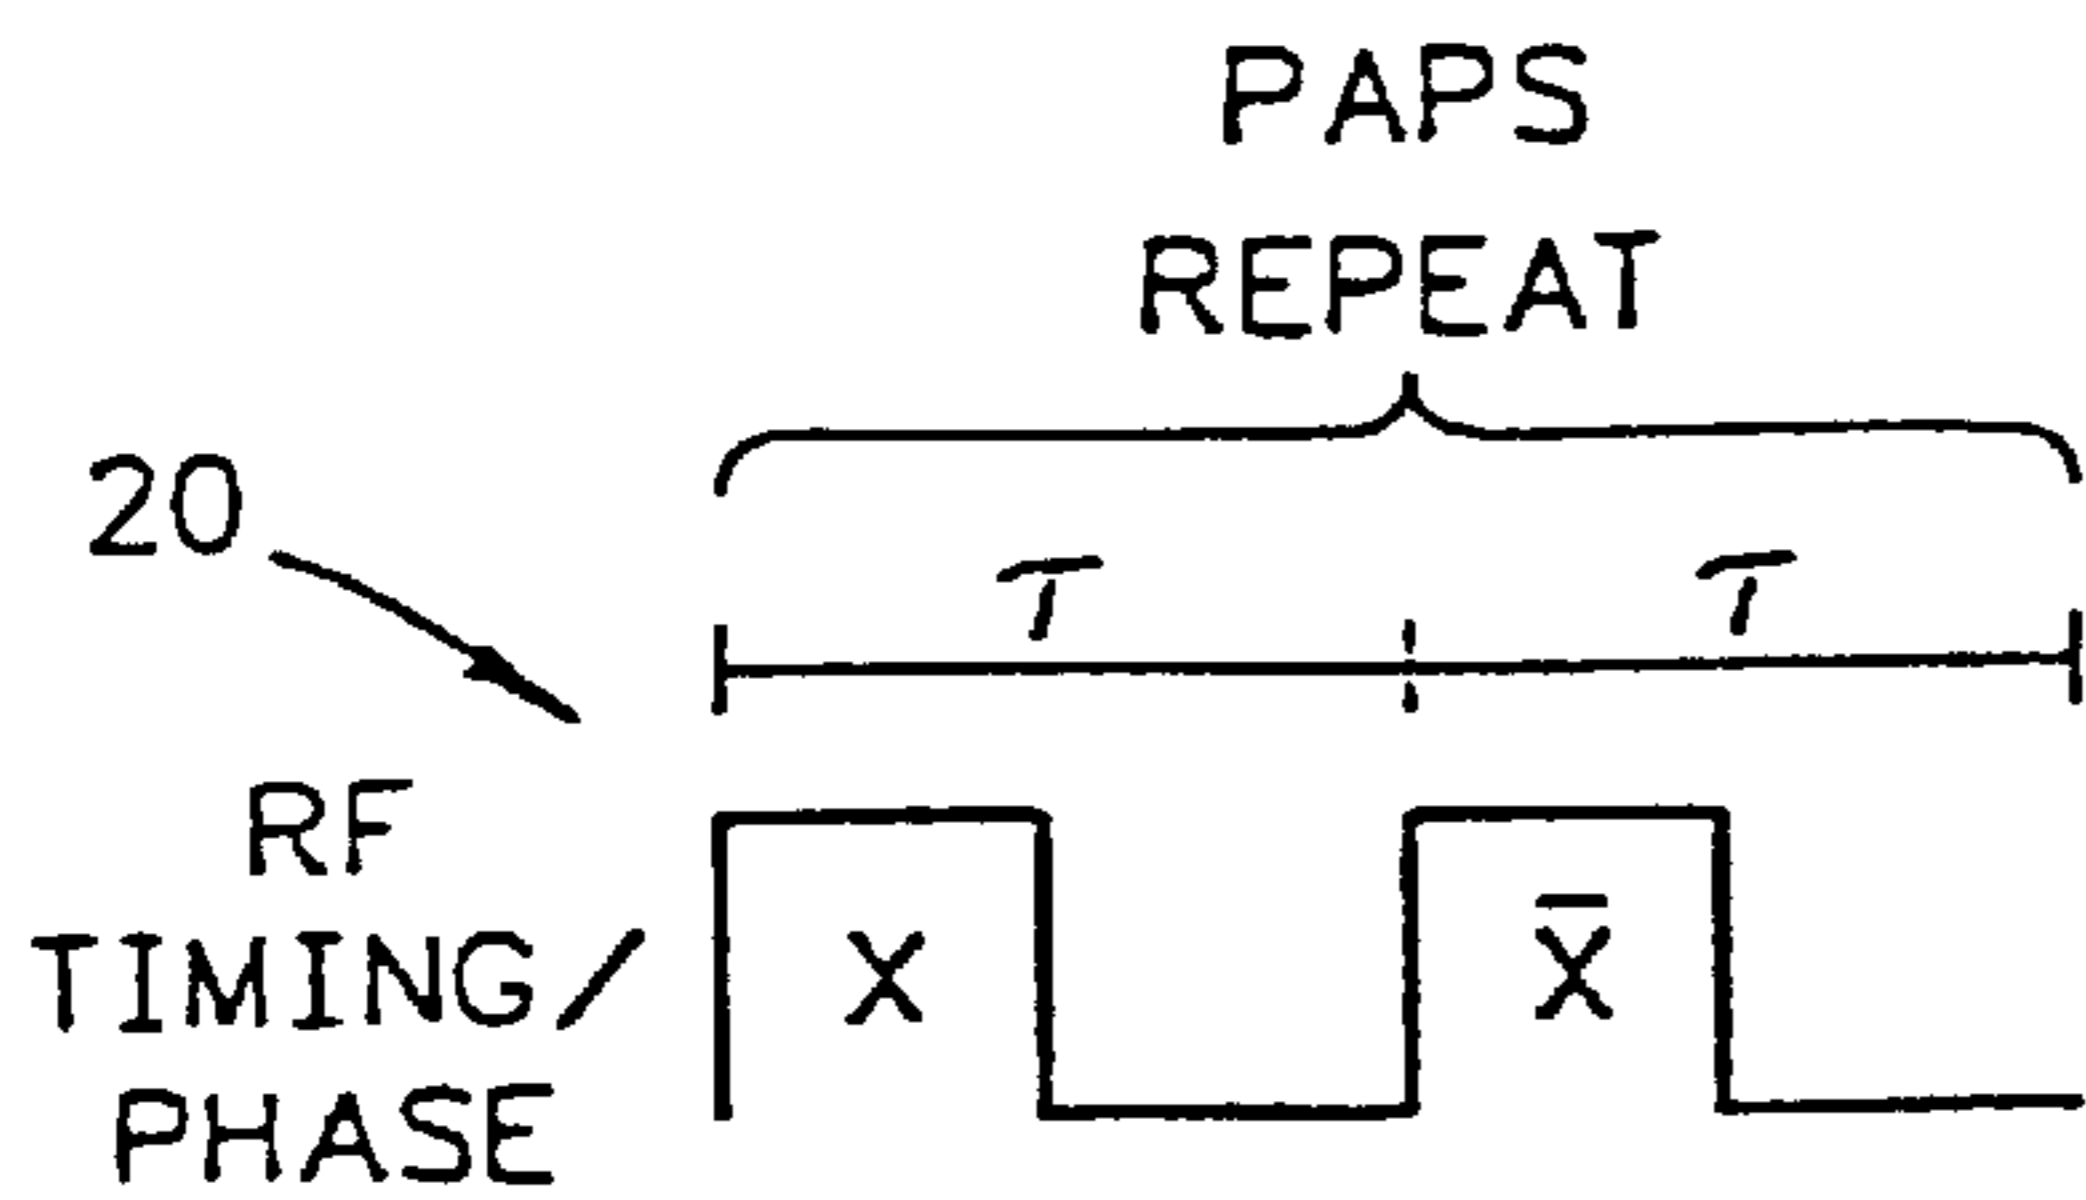 PAPS
REPEAT
20
τ τ
RF
TIMING/
PHASE
X X̅